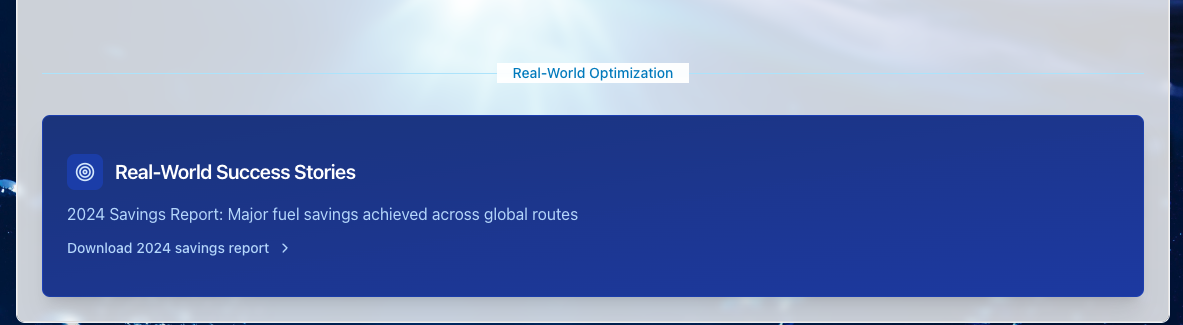 Real-World Optimization
Real-World Success Stories
2024 Savings Report: Major fuel savings achieved across global routes
Download 2024 savings report